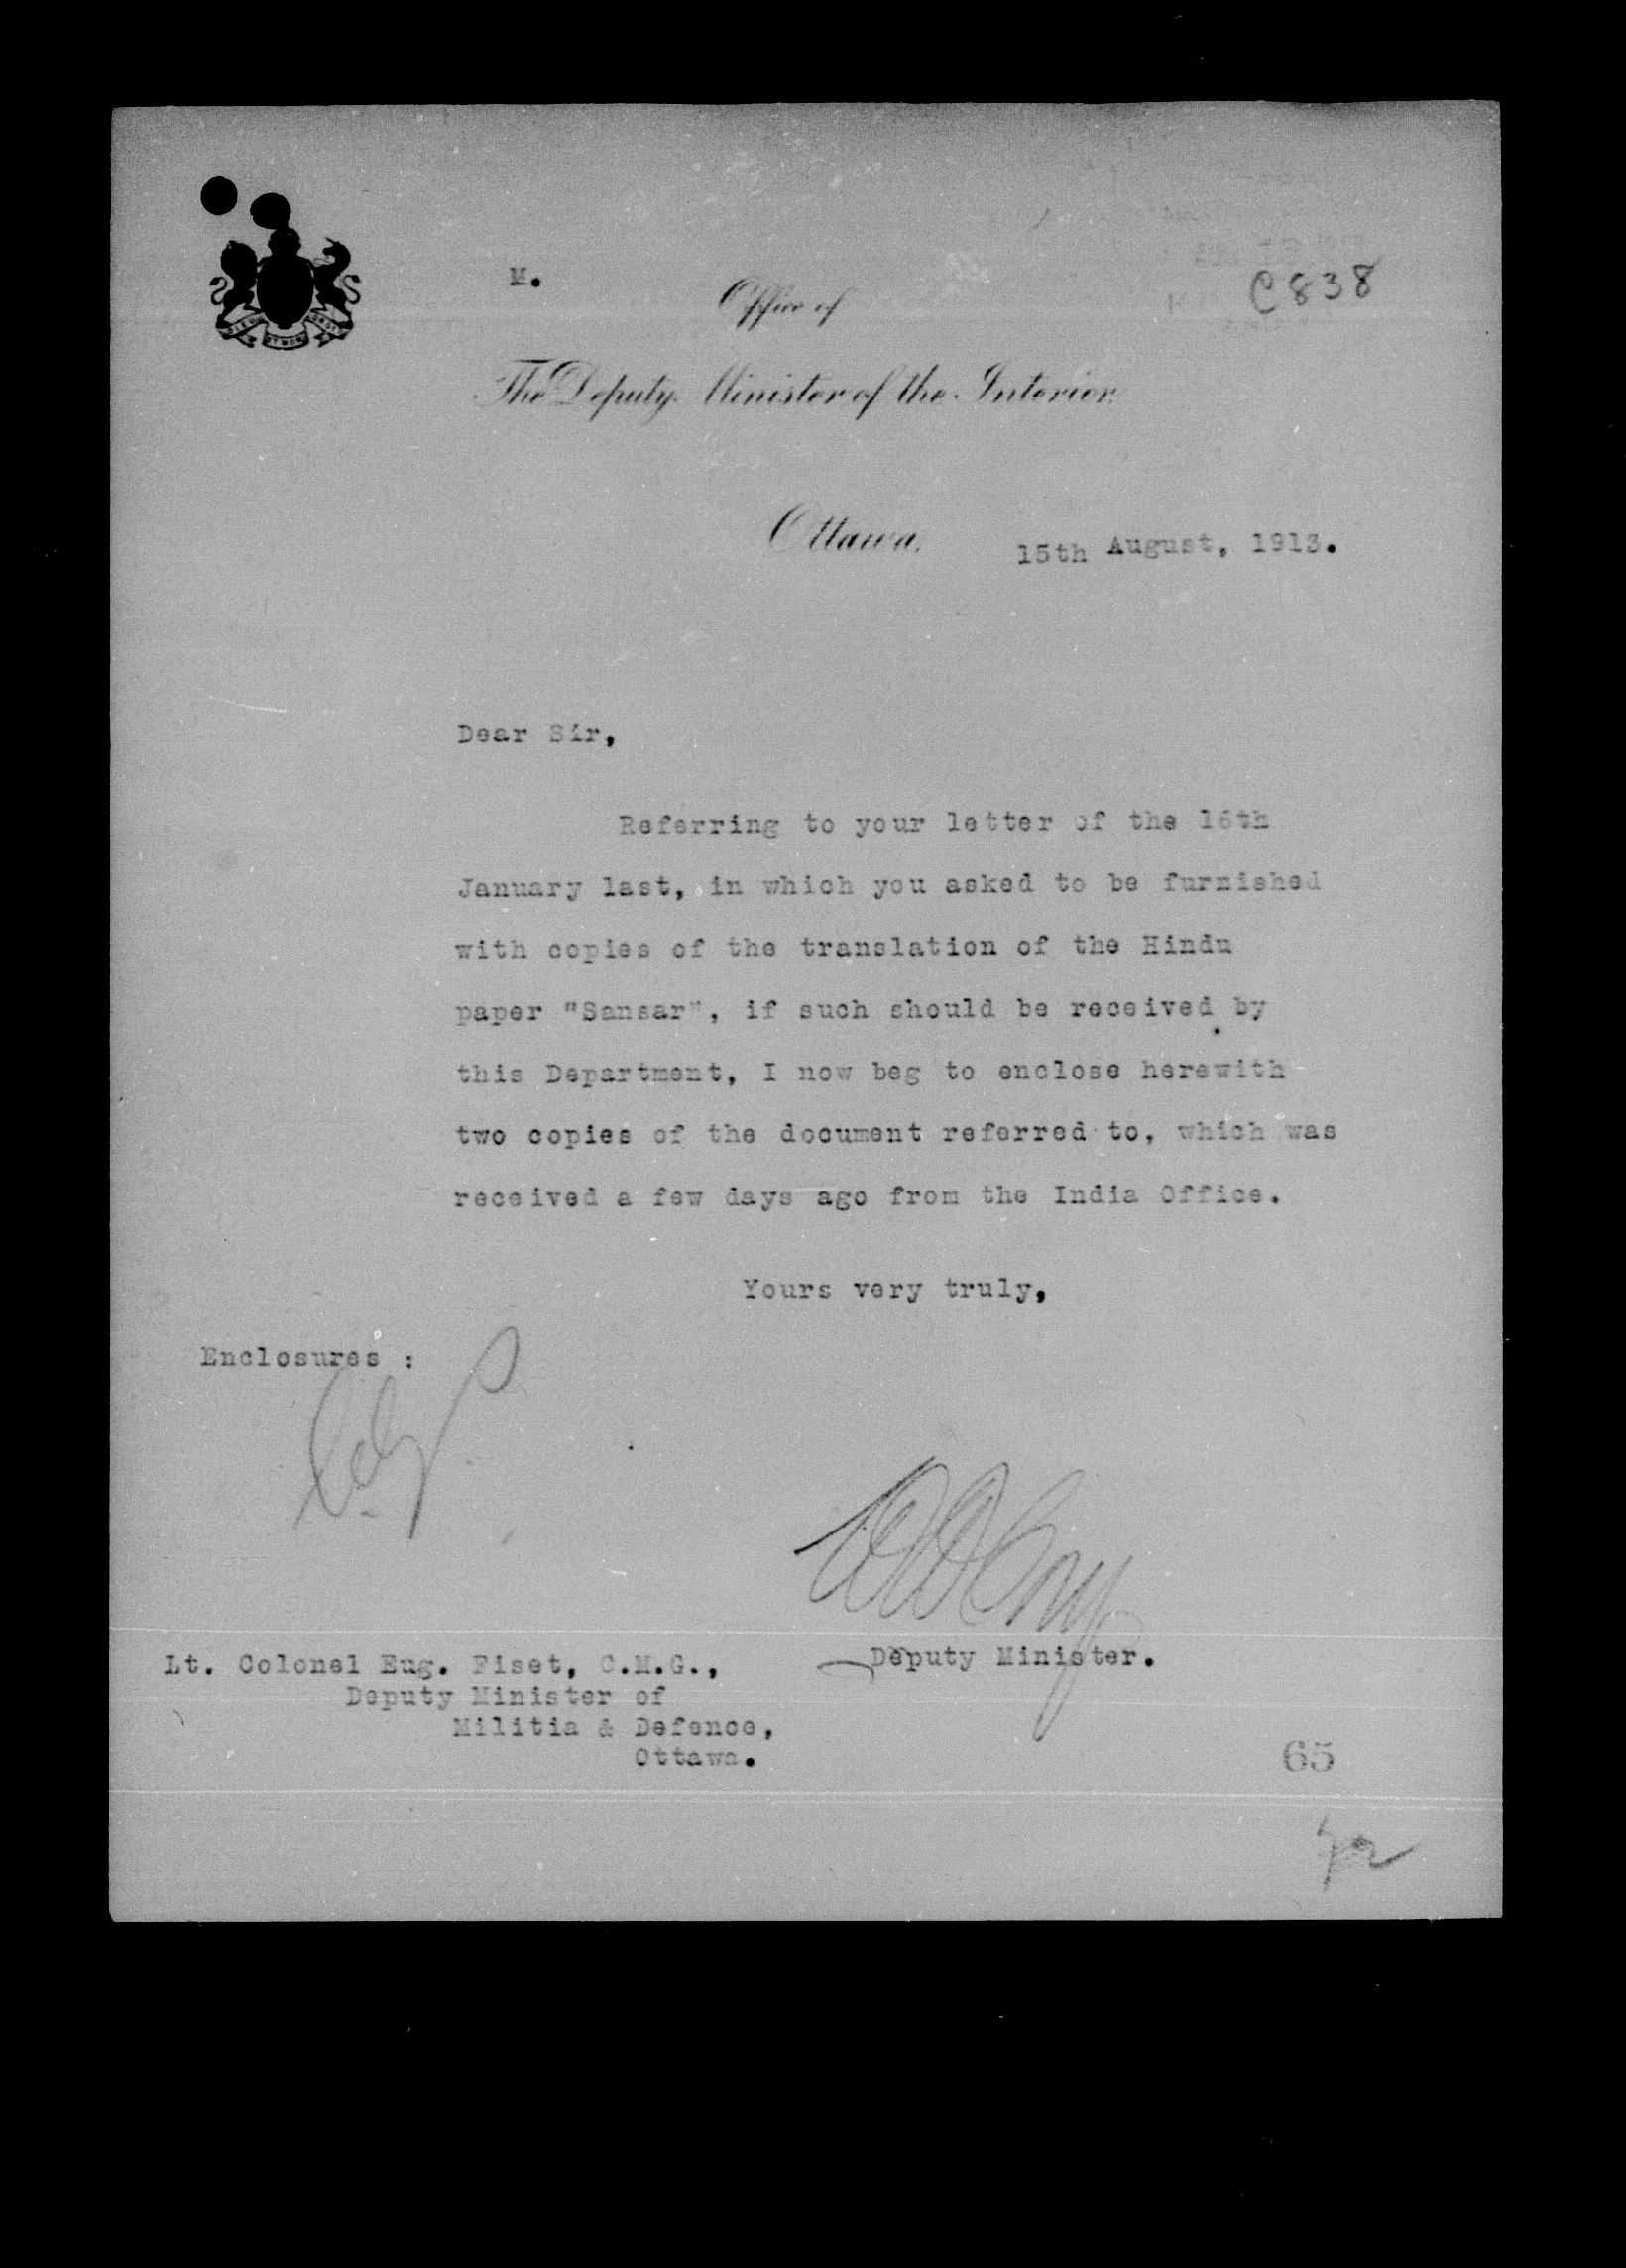 M.
C838
Office of
The Deputy Minister of the Interior.
Ottawa, 15th August, 1913.
Dear Sir,
Referring to your letter of the 16th
January last, in which you asked to be furnished
with copies of the translation of the Hindu
paper "Sansar", if such should be received by
this Department, I now beg to enclose herewith
two copies of the document referred to, which was
received a few days ago from the India Office.
Yours very truly,
Enclosures :
Deputy Minister.
Lt. Colonel Eug. Fiset, C.M.G.,
Deputy Minister of
Militia & Defence,
Ottawa.
65